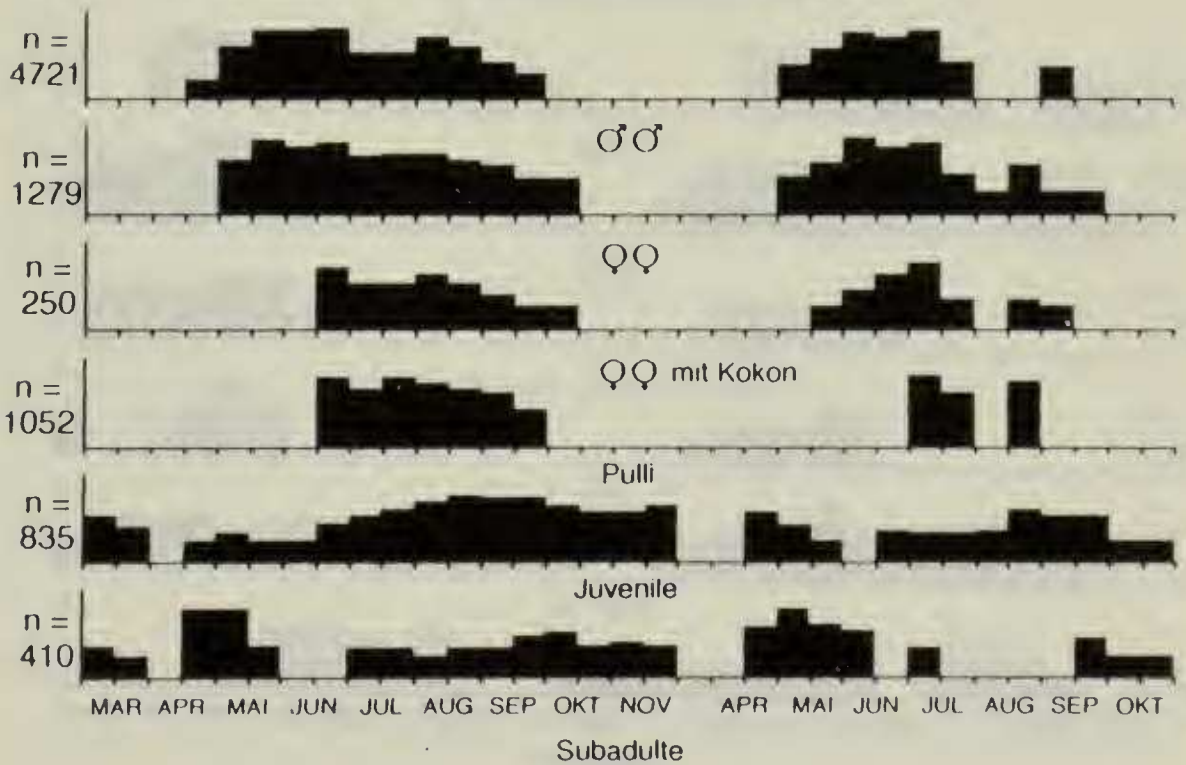 n =
4721
♂♂
n =
1279
♀♀
n =
250
♀♀ mit Kokon
n =
1052
Pulli
n =
835
Juvenile
n =
410
MAR APR MAI JUN JUL AUG SEP OKT NOV APR MAI JUN JUL AUG SEP OKT
Subadulte